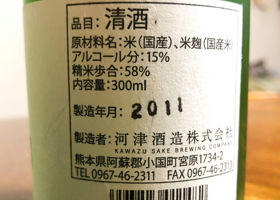 品目：清酒
原材料名：米（国産）、米麹（国産米）
アルコール分：15%
精米歩合：58%
内容量：300ml
製造年月：2011
製造者：河津酒造株式会社
KAWAZU SAKE BREWING COMPANY
熊本県阿蘇郡小国町宮原1734-2
TEL 0967-46-2311 FAX 0967-46-2313